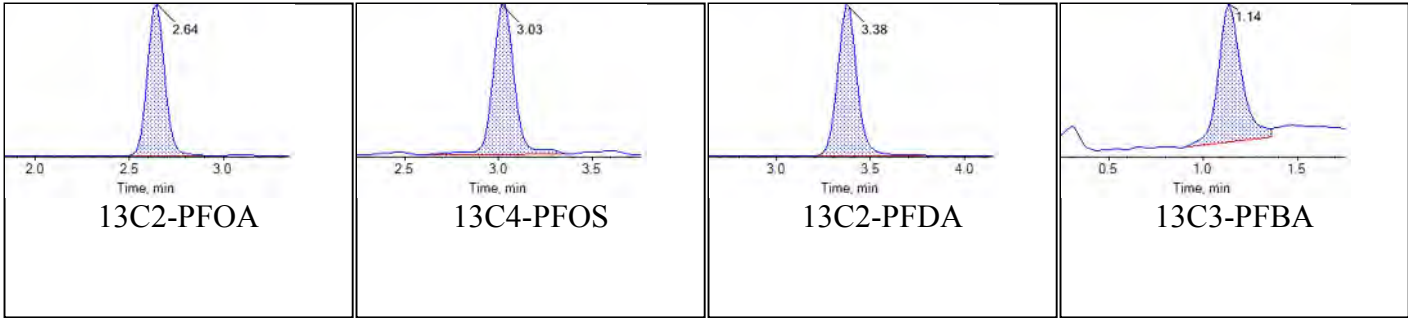 2.64
2.0 2.5 3.0
Time, min
13C2-PFOA
3.03
2.5 3.0 3.5
Time, min
13C4-PFOS
3.38
3.0 3.5 4.0
Time, min
13C2-PFDA
1.14
0.5 1.0 1.5
Time, min
13C3-PFBA